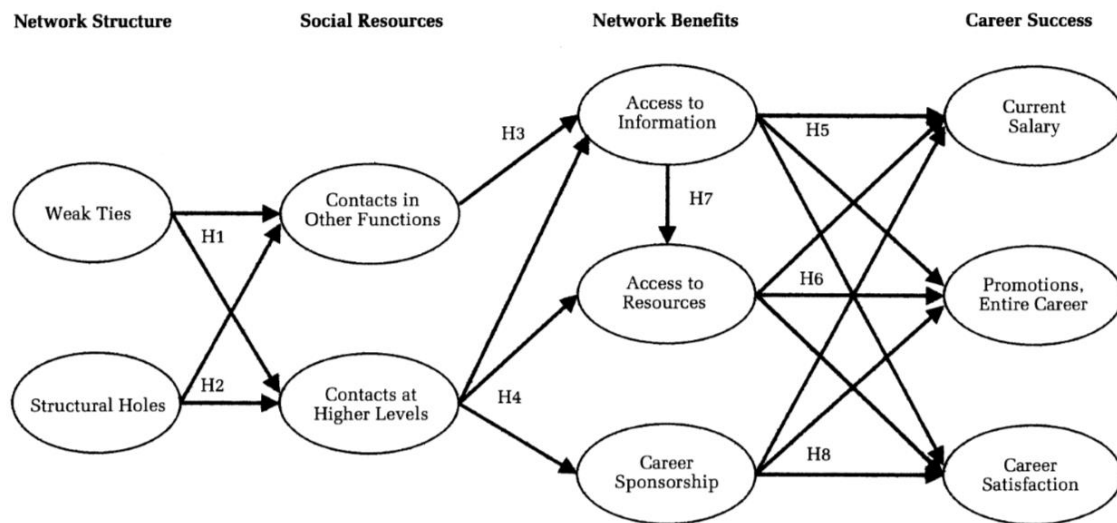 Network Structure
Social Resources
Network Benefits
Career Success
Access to
Information
Current
Salary
H3
H5
Weak Ties
Contacts in
Other Functions
H7
H1
Access to
Resources
H6
Promotions,
Entire Career
H2
Structural Holes
Contacts at
Higher Levels
H4
Career
Sponsorship
H8
Career
Satisfaction